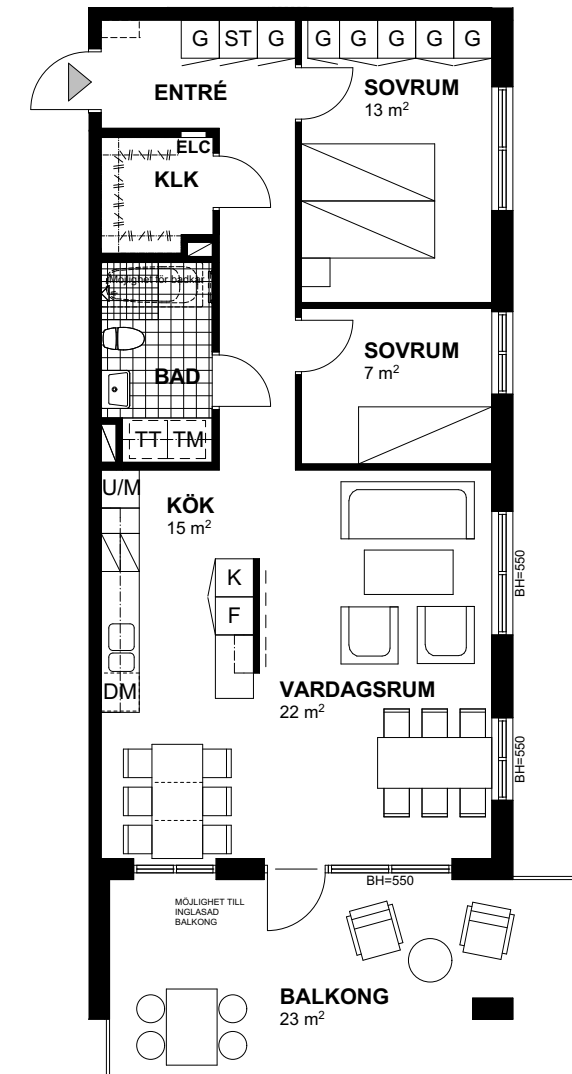 G ST G G G G G G
ENTRÉ
SOVRUM
13 m²
ELC
KLK
Möjlighet för badkar
BAD
SOVRUM
7 m²
TT TM
U/M
KÖK
15 m²
K
F
BH=550
DM
VARDAGSRUM
22 m²
BH=550
BH=550
MÖJLIGHET TILL
INGLASAD
BALKONG
BALKONG
23 m²